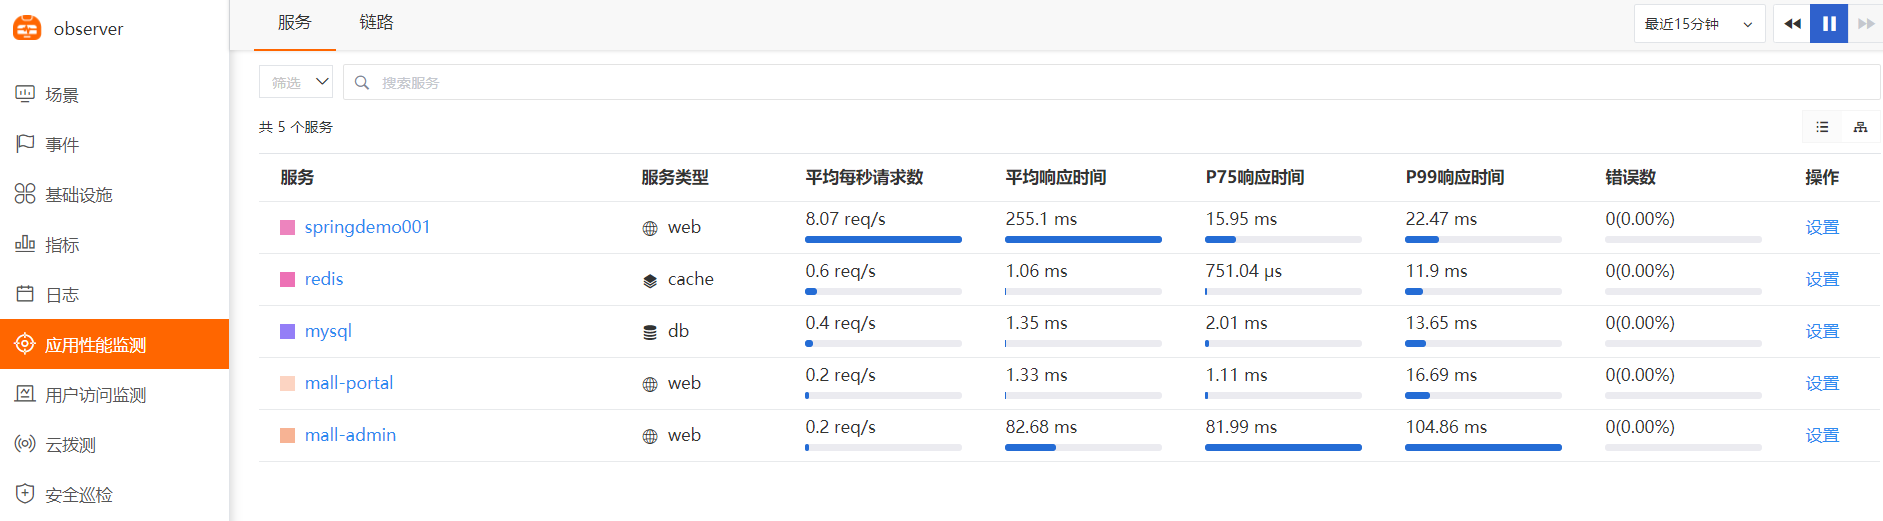 observer
场景
事件
基础设施
指标
日志
应用性能监测
用户访问监测
云拨测
安全巡检
服务 链路 最近15分钟
筛选 搜索服务
共 5 个服务
服务 服务类型 平均每秒请求数 平均响应时间 P75响应时间 P99响应时间 错误数 操作
springdemo001 web 8.07 req/s 255.1 ms 15.95 ms 22.47 ms 0(0.00%) 设置
redis cache 0.6 req/s 1.06 ms 751.04 μs 11.9 ms 0(0.00%) 设置
mysql db 0.4 req/s 1.35 ms 2.01 ms 13.65 ms 0(0.00%) 设置
mall-portal web 0.2 req/s 1.33 ms 1.11 ms 16.69 ms 0(0.00%) 设置
mall-admin web 0.2 req/s 82.68 ms 81.99 ms 104.86 ms 0(0.00%) 设置